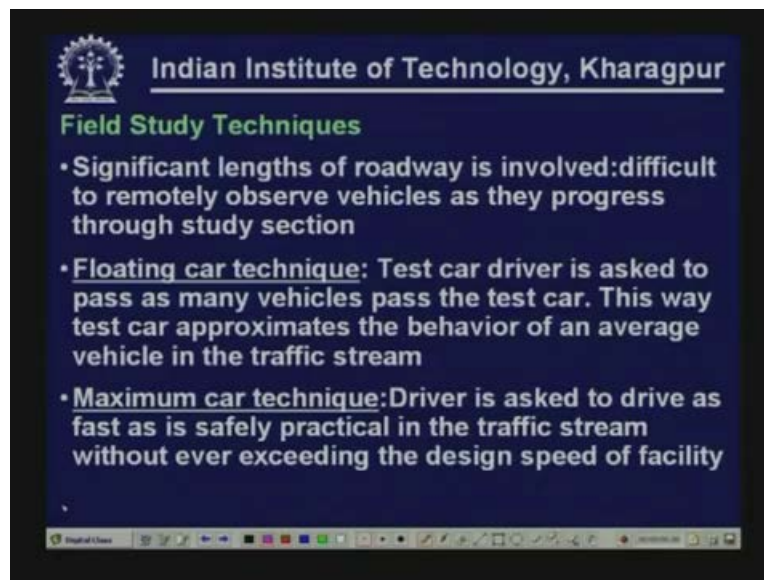 Indian Institute of Technology, Kharagpur
Field Study Techniques
• Significant lengths of roadway is involved:difficult
to remotely observe vehicles as they progress
through study section
• Floating car technique: Test car driver is asked to
pass as many vehicles pass the test car. This way
test car approximates the behavior of an average
vehicle in the traffic stream
• Maximum car technique:Driver is asked to drive as
fast as is safely practical in the traffic stream
without ever exceeding the design speed of facility
Digital Class